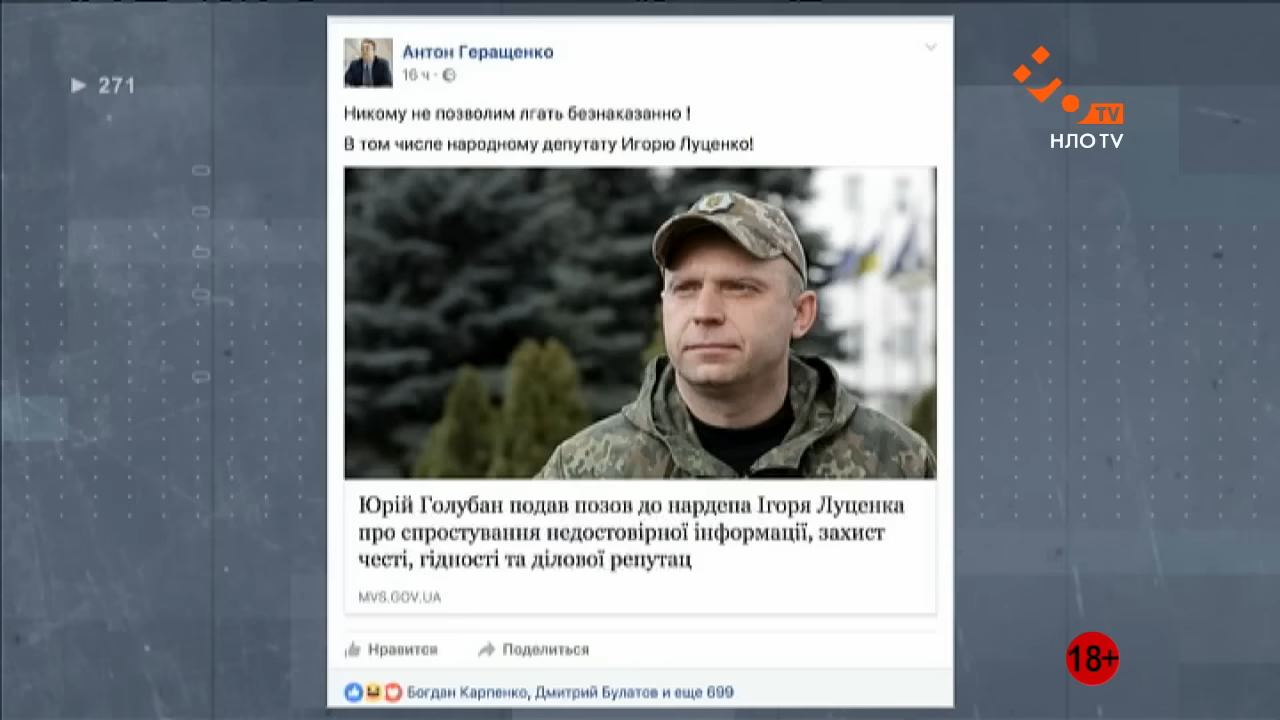 Антон Геращенко
16 ч
271
Никому не позволим лгать безнаказанно !
В том числе народному депутату Игорю Луценко!
TV
НЛО TV
Юрій Голубан подав позов до нардепа Ігоря Луценка
про спростування недостовірної інформації, захист
честі, гідності та ділової репутац
MVS.GOV.UA
Нравится
Поделиться
18+
Богдан Карпенко, Дмитрий Булатов и еще 699